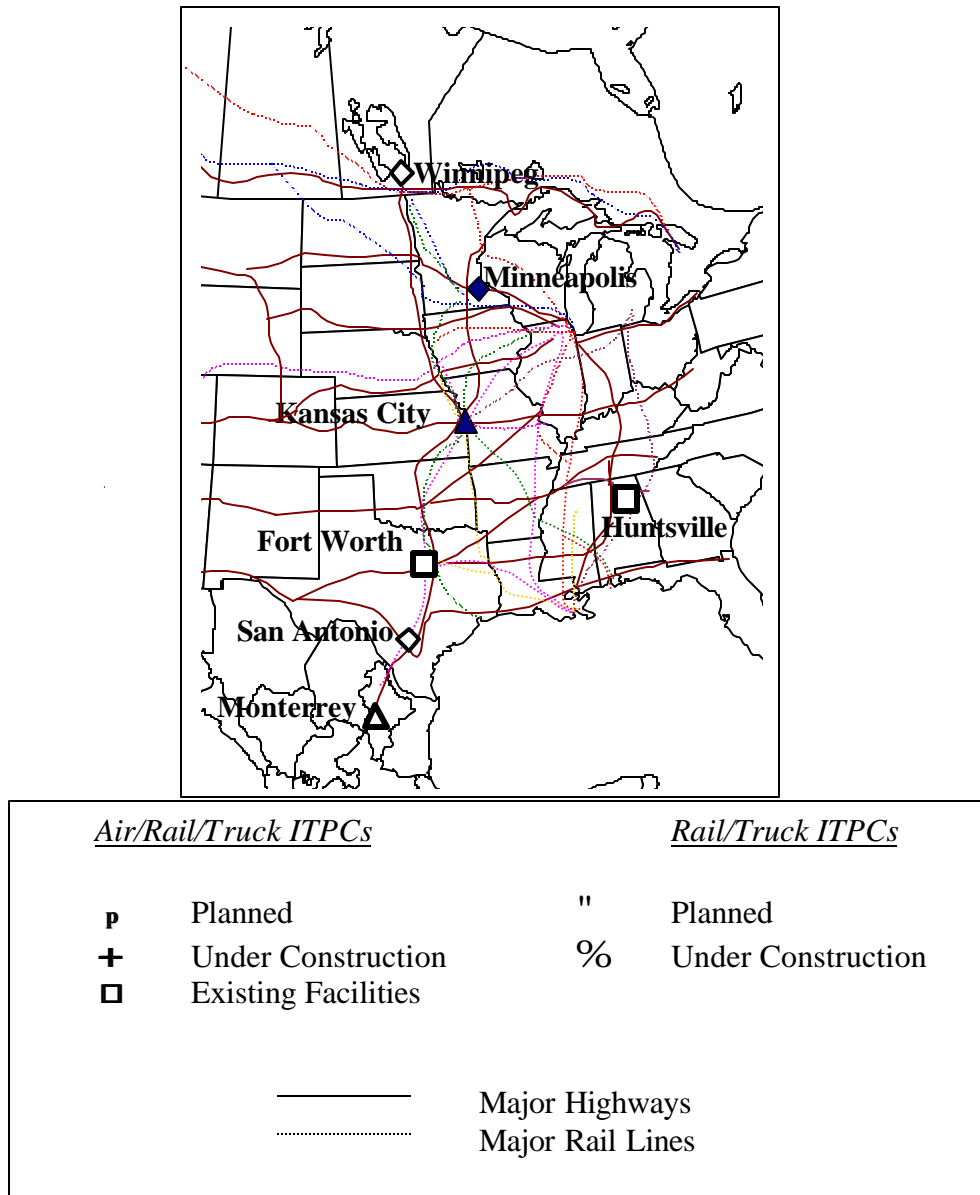 Winnipeg
Minneapolis
Kansas City
Huntsville
Fort Worth
San Antonio
Monterrey
Air/Rail/Truck ITPCs
Rail/Truck ITPCs
p Planned
" Planned
+ Under Construction
% Under Construction
Existing Facilities
Major Highways
Major Rail Lines